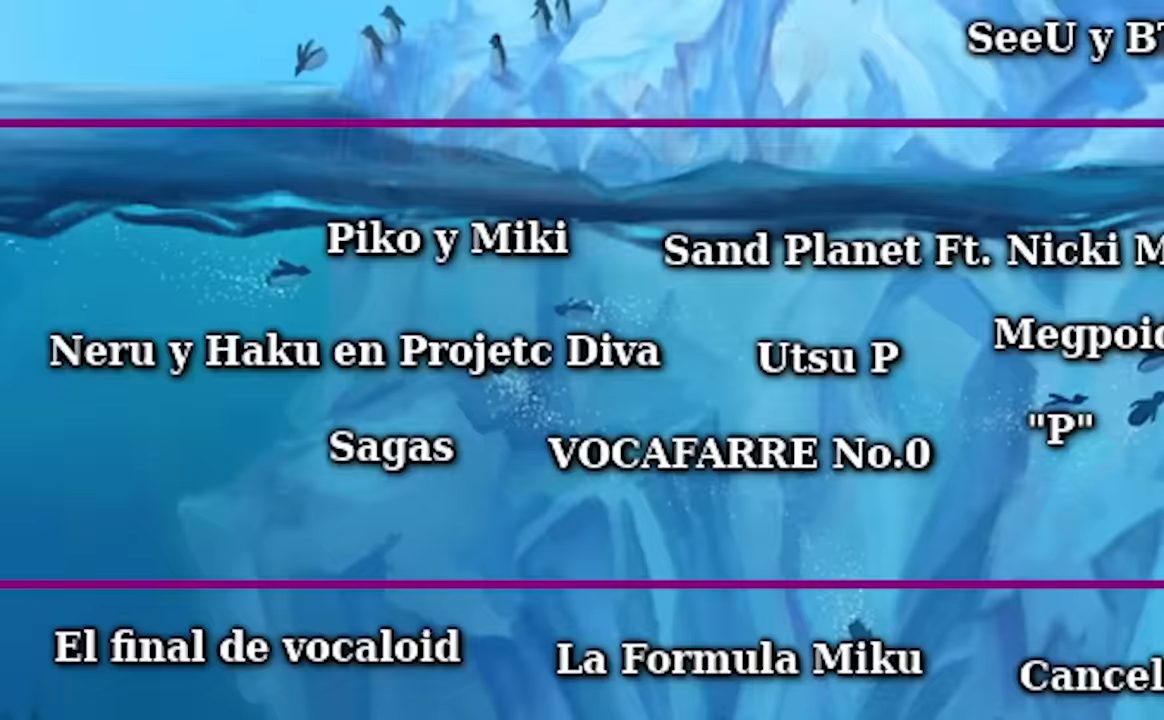 SeeU y
Piko y Miki
Sand Planet Ft. Nicki
Neru y Haku en Projetc Diva
Utsu P
Sagas
VOCAFARRE No.0
"P"
El final de vocaloid
La Formula Miku